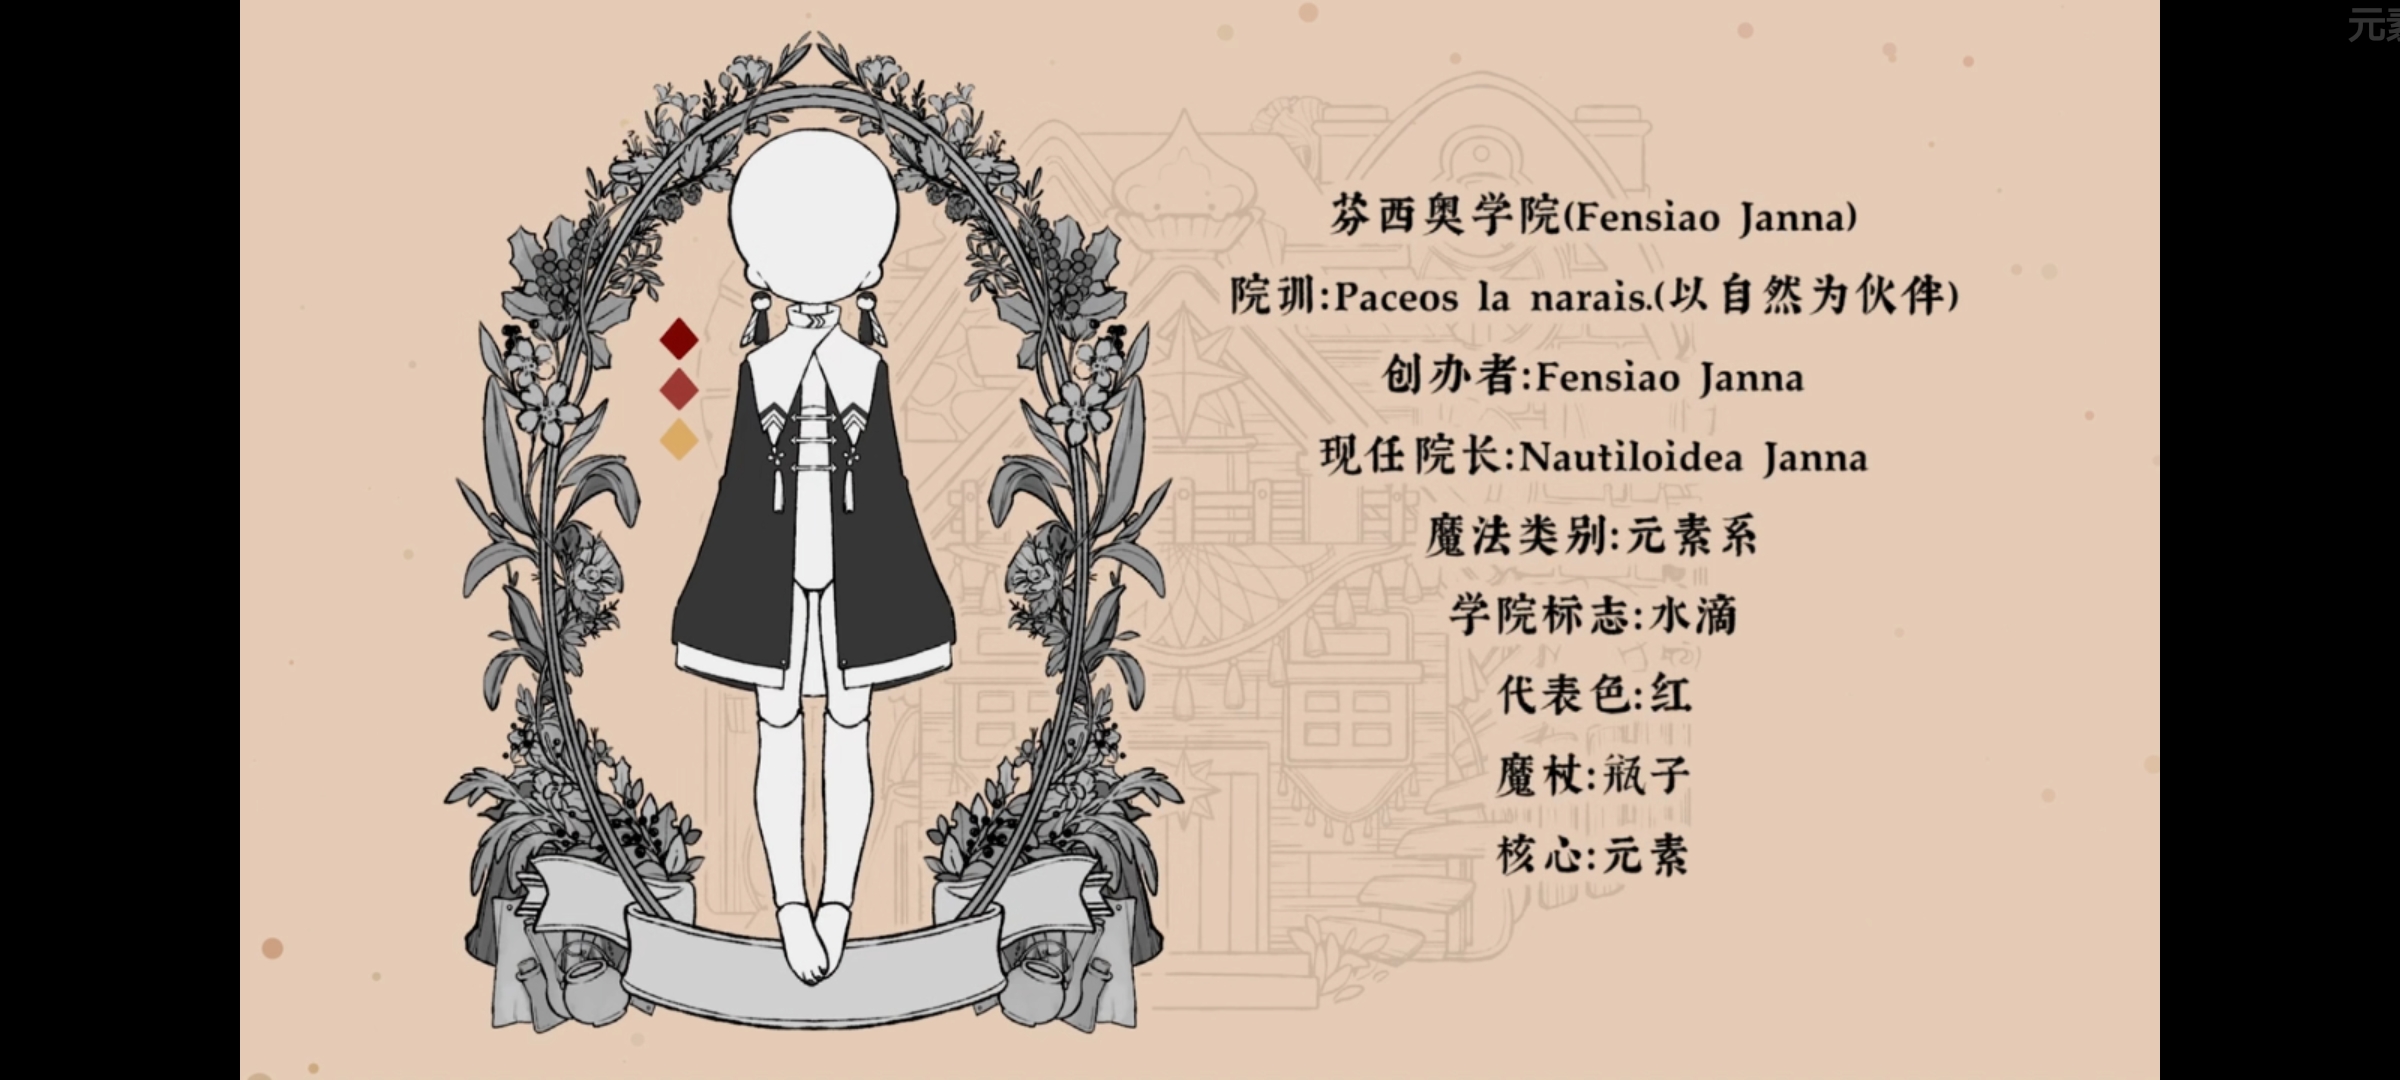 元素
芬西奥学院(Fensiao Janna)
院训:Paceos la narais.(以自然为伙伴)
创办者:Fensiao Janna
现任院长:Nautiloidea Janna
魔法类别:元素系
学院标志:水滴
代表色:红
魔杖:瓶子
核心:元素